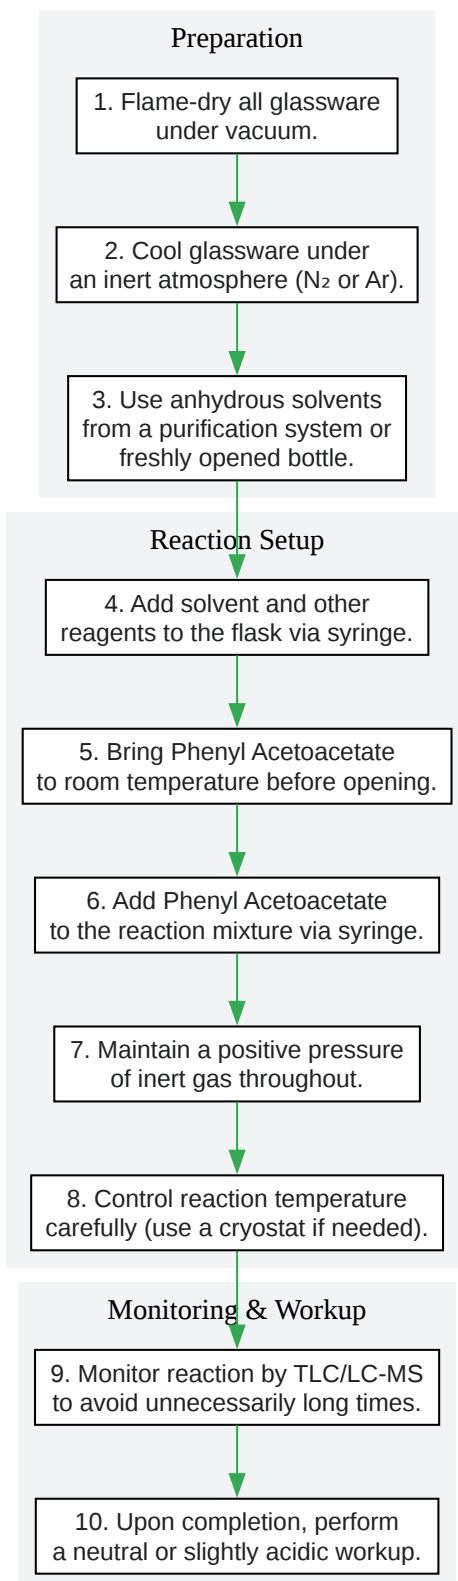 Preparation
1. Flame-dry all glassware
under vacuum.
2. Cool glassware under
an inert atmosphere (N₂ or Ar).
3. Use anhydrous solvents
from a purification system or
freshly opened bottle.
Reaction Setup
4. Add solvent and other
reagents to the flask via syringe.
5. Bring Phenyl Acetoacetate
to room temperature before opening.
6. Add Phenyl Acetoacetate
to the reaction mixture via syringe.
7. Maintain a positive pressure
of inert gas throughout.
8. Control reaction temperature
carefully (use a cryostat if needed).
Monitoring & Workup
9. Monitor reaction by TLC/LC-MS
to avoid unnecessarily long times.
10. Upon completion, perform
a neutral or slightly acidic workup.